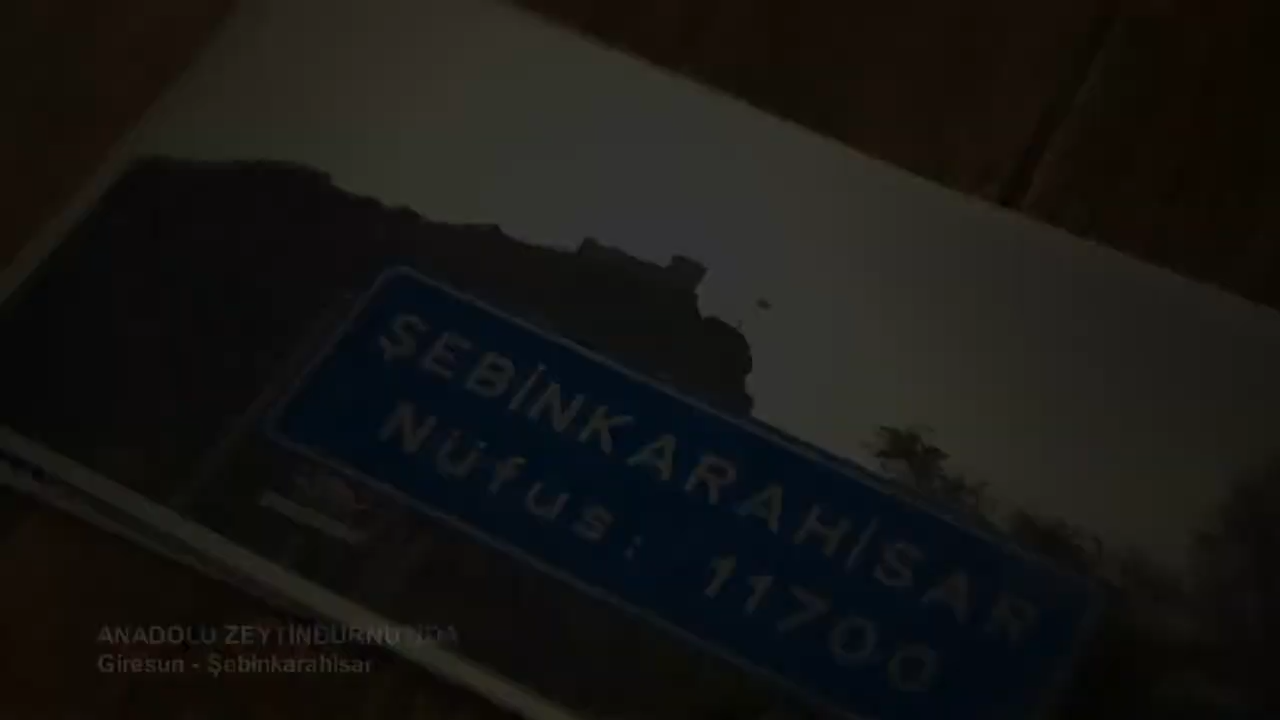 ŞEBİNKARAHİSAR
Nüfus: 11700
ANADOLU ZEYTİNBURNU'NDA
Giresun - Şebinkarahisar